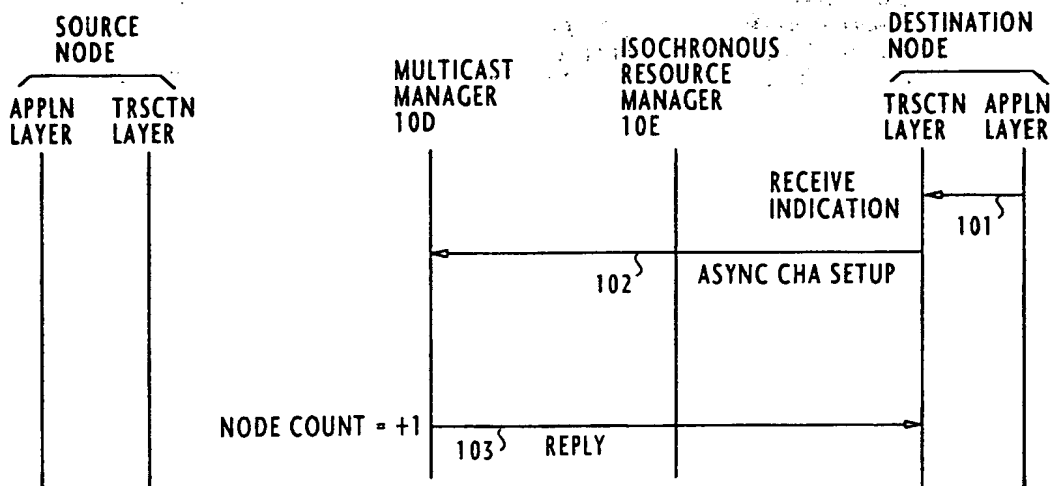 SOURCE
NODE
APPLN
LAYER
TRSCTN
LAYER
MULTICAST
MANAGER
10D
ISOCHRONOUS
RESOURCE
MANAGER
10E
DESTINATION
NODE
TRSCTN
LAYER
APPLN
LAYER
RECEIVE
INDICATION
101
102
ASYNC CHA SETUP
NODE COUNT = +1
103
REPLY